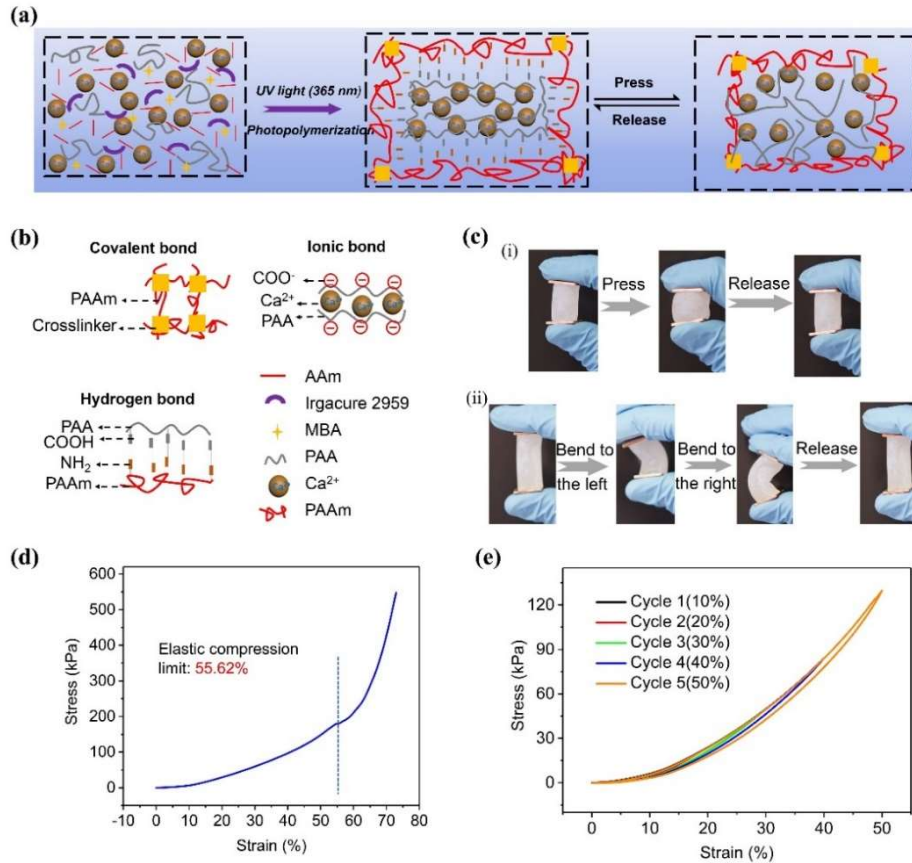 (a)
UV light (365 nm)
Photopolymerization
Press
Release
(b)
Covalent bond
PAAm
Crosslinker
Ionic bond
COO⁻
Ca²⁺
PAA
Hydrogen bond
PAA
COOH
NH₂
PAAm
AAm
Irgacure 2959
MBA
PAA
Ca²⁺
PAAm
(c)
(i)
Press
Release
(ii)
Bend to
the left
Bend to
the right
Release
(d)
600
500
400
300
200
100
0
Stress (kPa)
Elastic compression
limit: 55.62%
-10 0 10 20 30 40 50 60 70 80
Strain (%)
(e)
120
90
60
30
0
Stress (kPa)
Cycle 1(10%)
Cycle 2(20%)
Cycle 3(30%)
Cycle 4(40%)
Cycle 5(50%)
0 10 20 30 40 50
Strain (%)